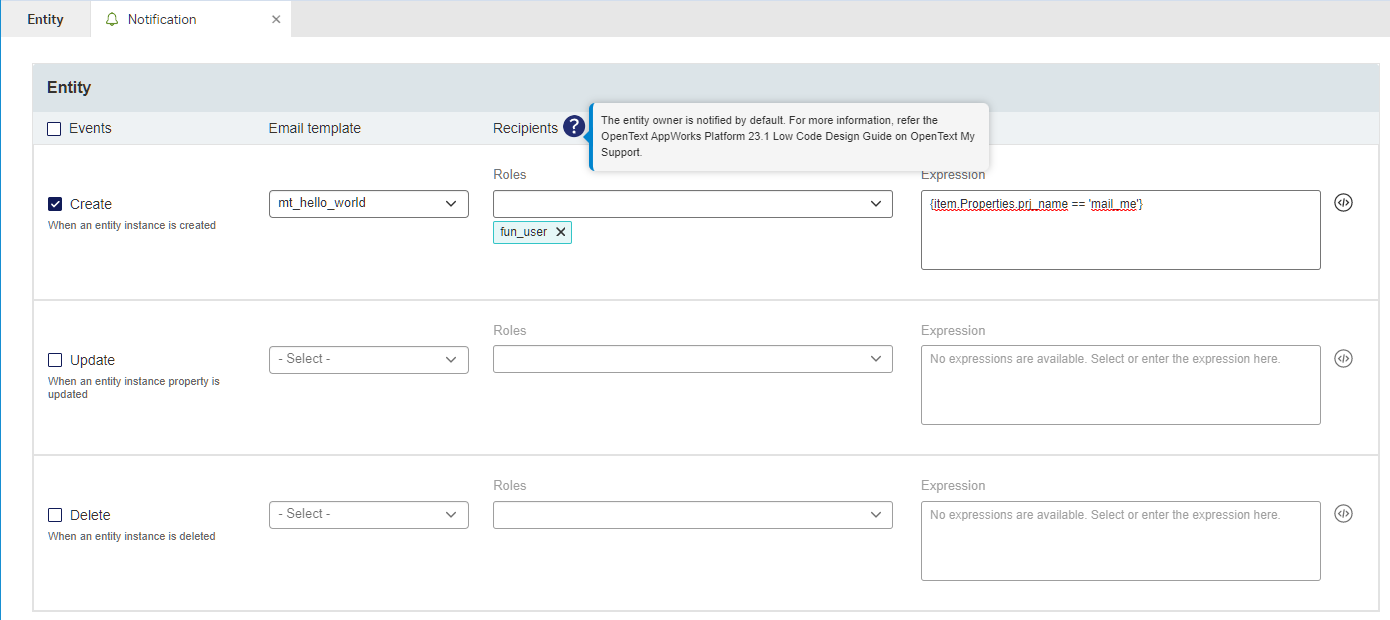 Entity
Notification
Entity
Events
Email template
Recipients
?
The entity owner is notified by default. For more information, refer the
OpenText AppWorks Platform 23.1 Low Code Design Guide on OpenText My
Support.
Roles
Expression
Create
mt_hello_world
{item.Properties.prj_name == 'mail_me'}
When an entity instance is created
fun_user
Roles
Expression
Update
- Select -
No expressions are available. Select or enter the expression here.
When an entity instance property is
updated
Roles
Expression
Delete
- Select -
No expressions are available. Select or enter the expression here.
When an entity instance is deleted